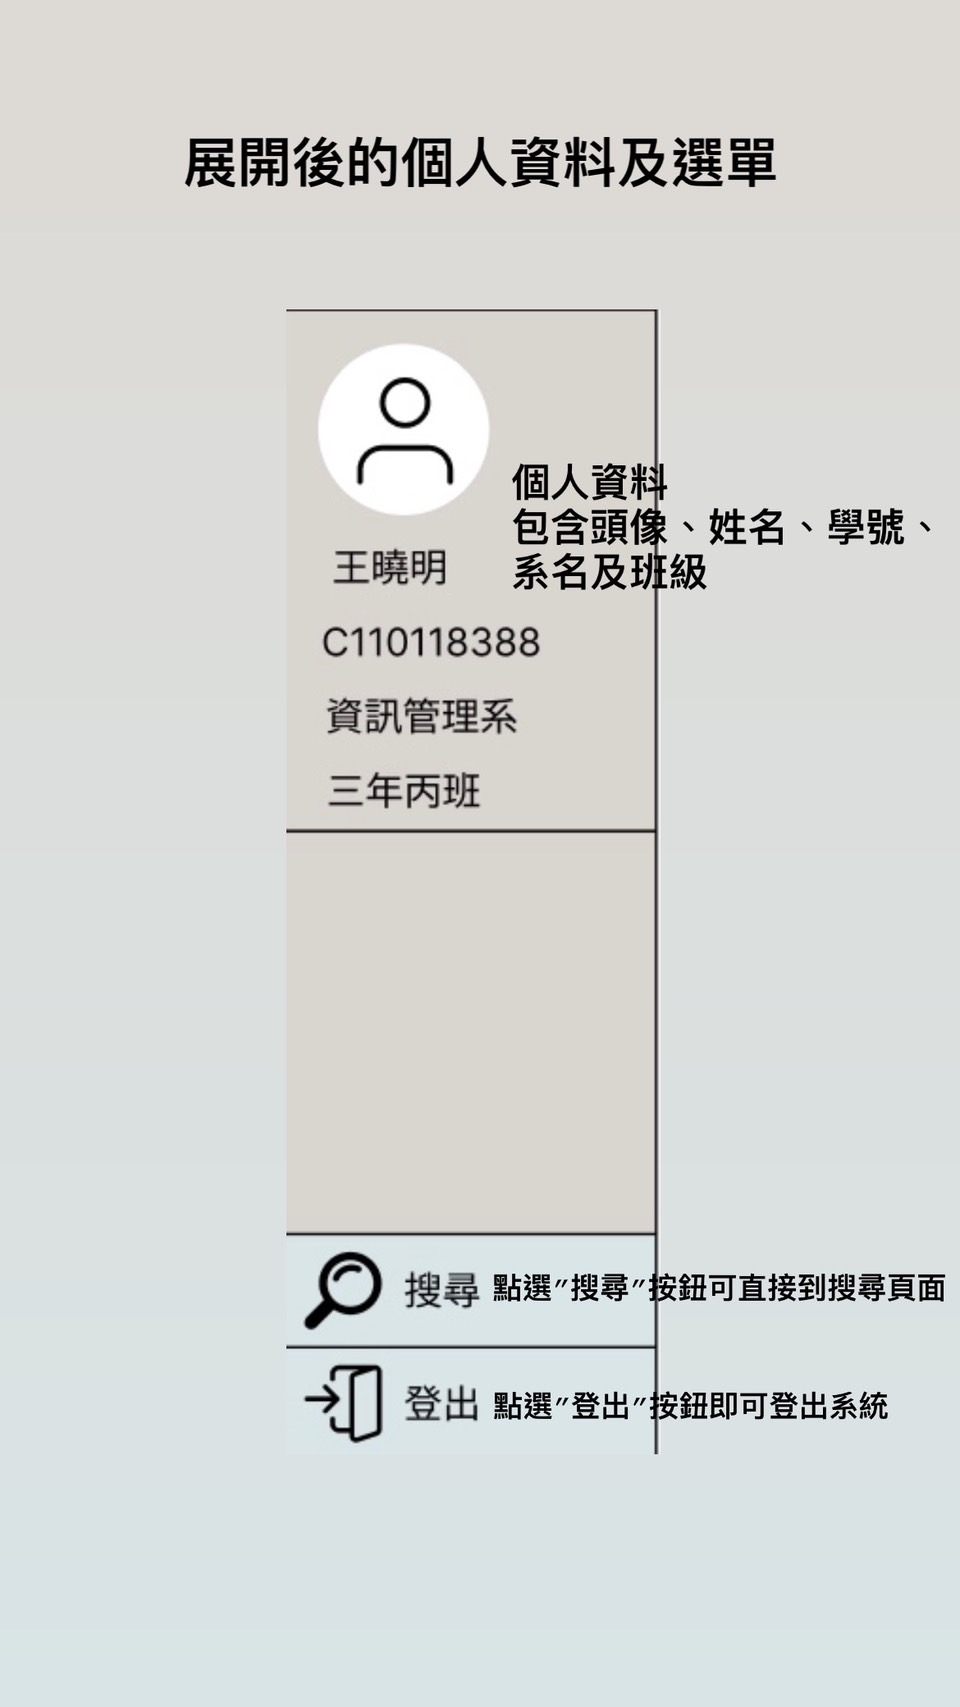 展開後的個人資料及選單
個人資料
包含頭像、姓名、學號、
系名及班級
王曉明
C110118388
資訊管理系
三年丙班
搜尋 點選"搜尋"按鈕可直接到搜尋頁面
登出 點選"登出"按鈕即可登出系統